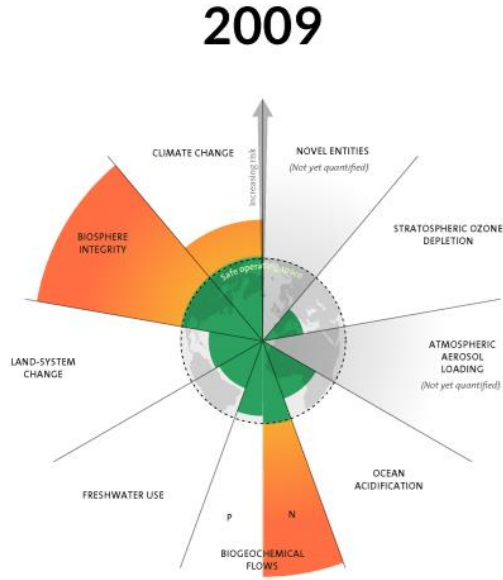 2009
CLIMATE CHANGE
NOVEL ENTITIES
(Not yet quantified)
Increasing risk
STRATOSPHERIC OZONE
DEPLETION
BIOSPHERE
INTEGRITY
Safe operating space
ATMOSPHERIC
AEROSOL
LOADING
(Not yet quantified)
LAND-SYSTEM
CHANGE
OCEAN
ACIDIFICATION
FRESHWATER USE
P
N
BIOGEOCHEMICAL
FLOWS